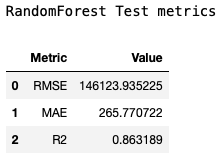 RandomForest Test metrics
Metric Value
0 RMSE 146123.935225
1 MAE 265.770722
2 R2 0.863189